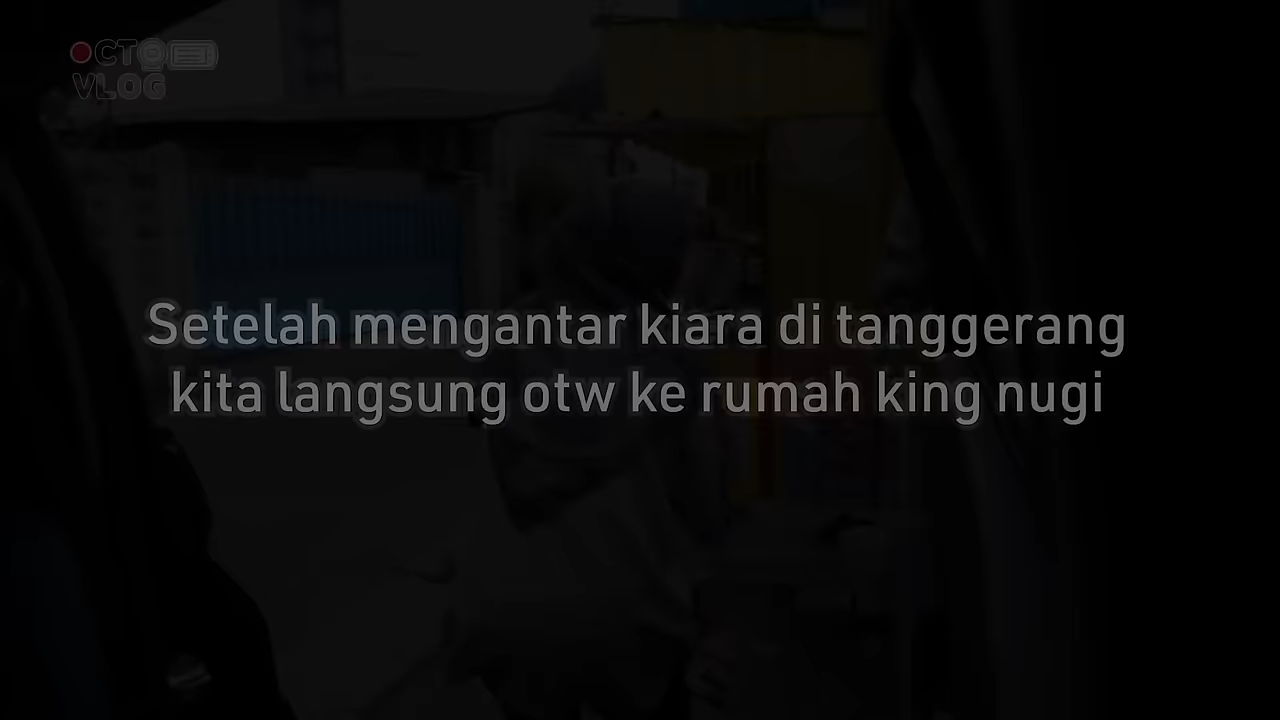 OCTO
VLOG
Setelah mengantar kiara di tanggerang
kita langsung otw ke rumah king nugi